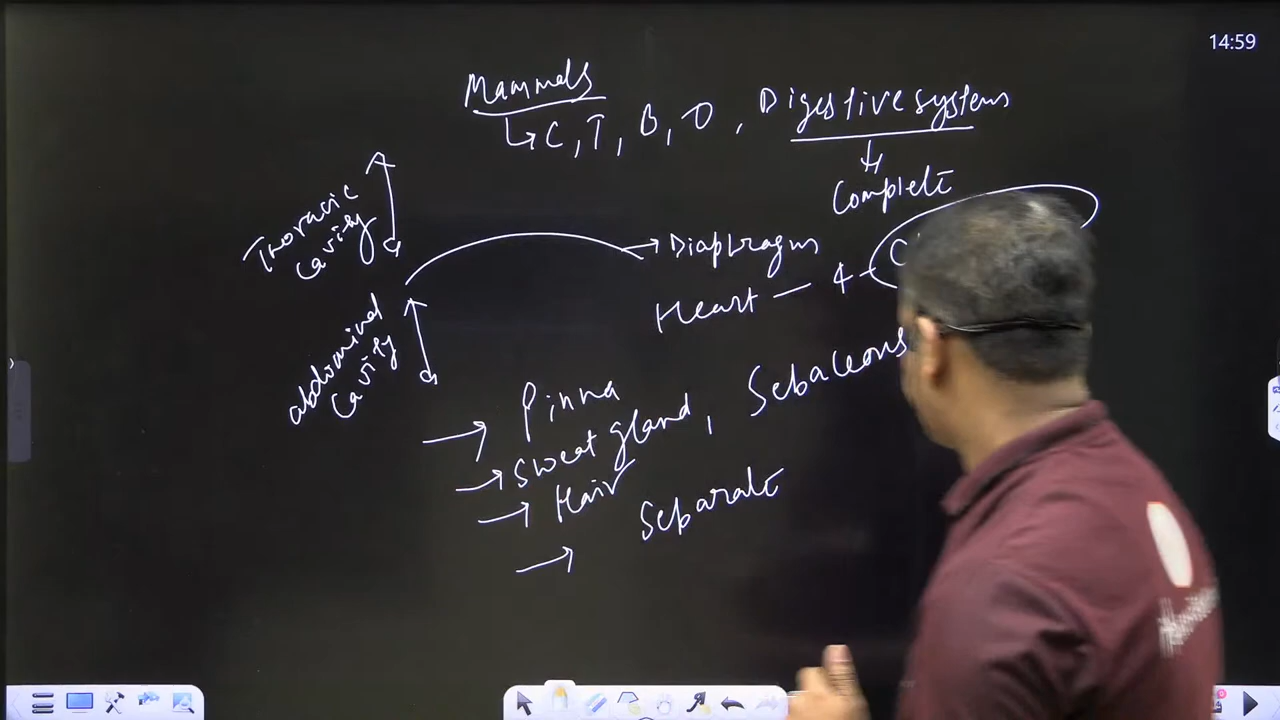 14:59
Mammals
↳ C, T, B, O, Digestive systems
Complete
Thoracic
cavity
→ Diaphragm
Heart — 4 - C
abdominal
cavity
→ Pinna
→ Sweat gland, Sebaceous
→ Hair
→ Separate